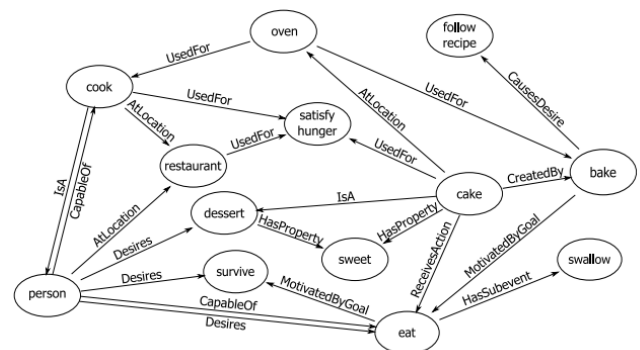 oven
follow
recipe
UsedFor
cook
UsedFor
UsedFor
CausesDesire
AtLocation
AtLocation
satisfy
hunger
UsedFor
UsedFor
restaurant
IsA
CapableOf
CreatedBy
bake
cake
IsA
dessert
HasProperty
HasProperty
AtLocation
Desires
sweet
ReceivesAction
MotivatedByGoal
swallow
survive
Desires
MotivatedByGoal
HasSubevent
person
CapableOf
Desires
eat